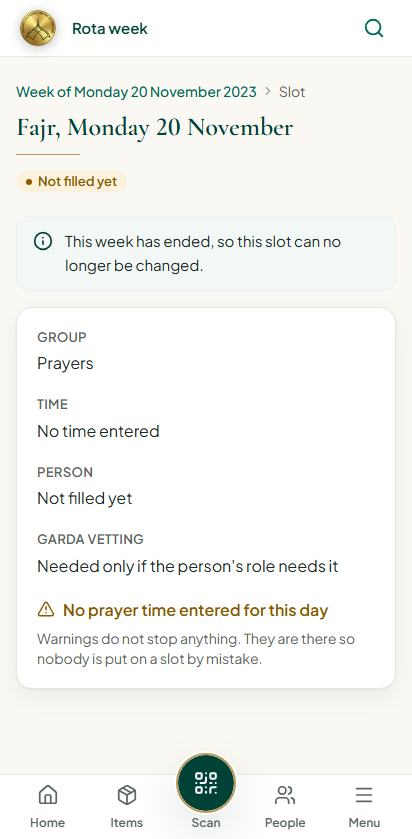 Rota week
Week of Monday 20 November 2023 > Slot
Fajr, Monday 20 November
Not filled yet
This week has ended, so this slot can no
longer be changed.
GROUP
Prayers
TIME
No time entered
PERSON
Not filled yet
GARDA VETTING
Needed only if the person's role needs it
No prayer time entered for this day
Warnings do not stop anything. They are there so
nobody is put on a slot by mistake.
Home
Items
Scan
People
Menu